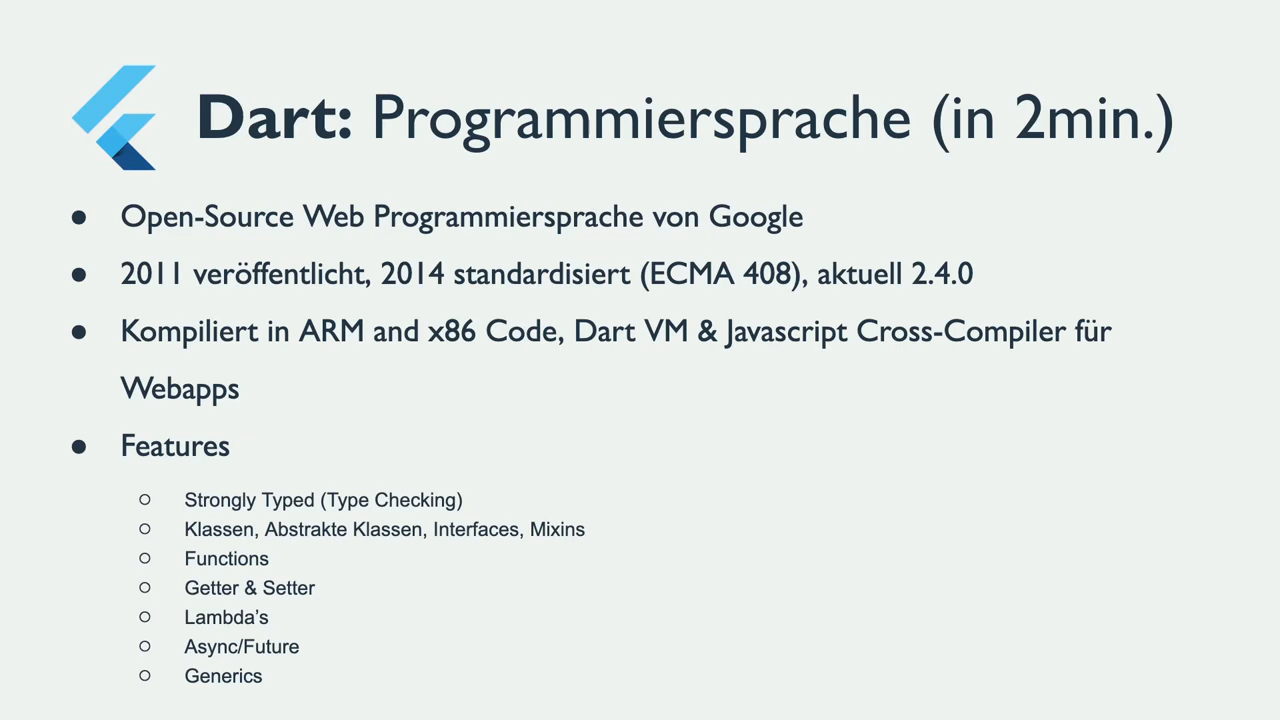 Dart: Programmiersprache (in 2min.)
● Open-Source Web Programmiersprache von Google
● 2011 veröffentlicht, 2014 standardisiert (ECMA 408), aktuell 2.4.0
● Kompiliert in ARM and x86 Code, Dart VM & Javascript Cross-Compiler für
Webapps
● Features
○ Strongly Typed (Type Checking)
○ Klassen, Abstrakte Klassen, Interfaces, Mixins
○ Functions
○ Getter & Setter
○ Lambda’s
○ Async/Future
○ Generics